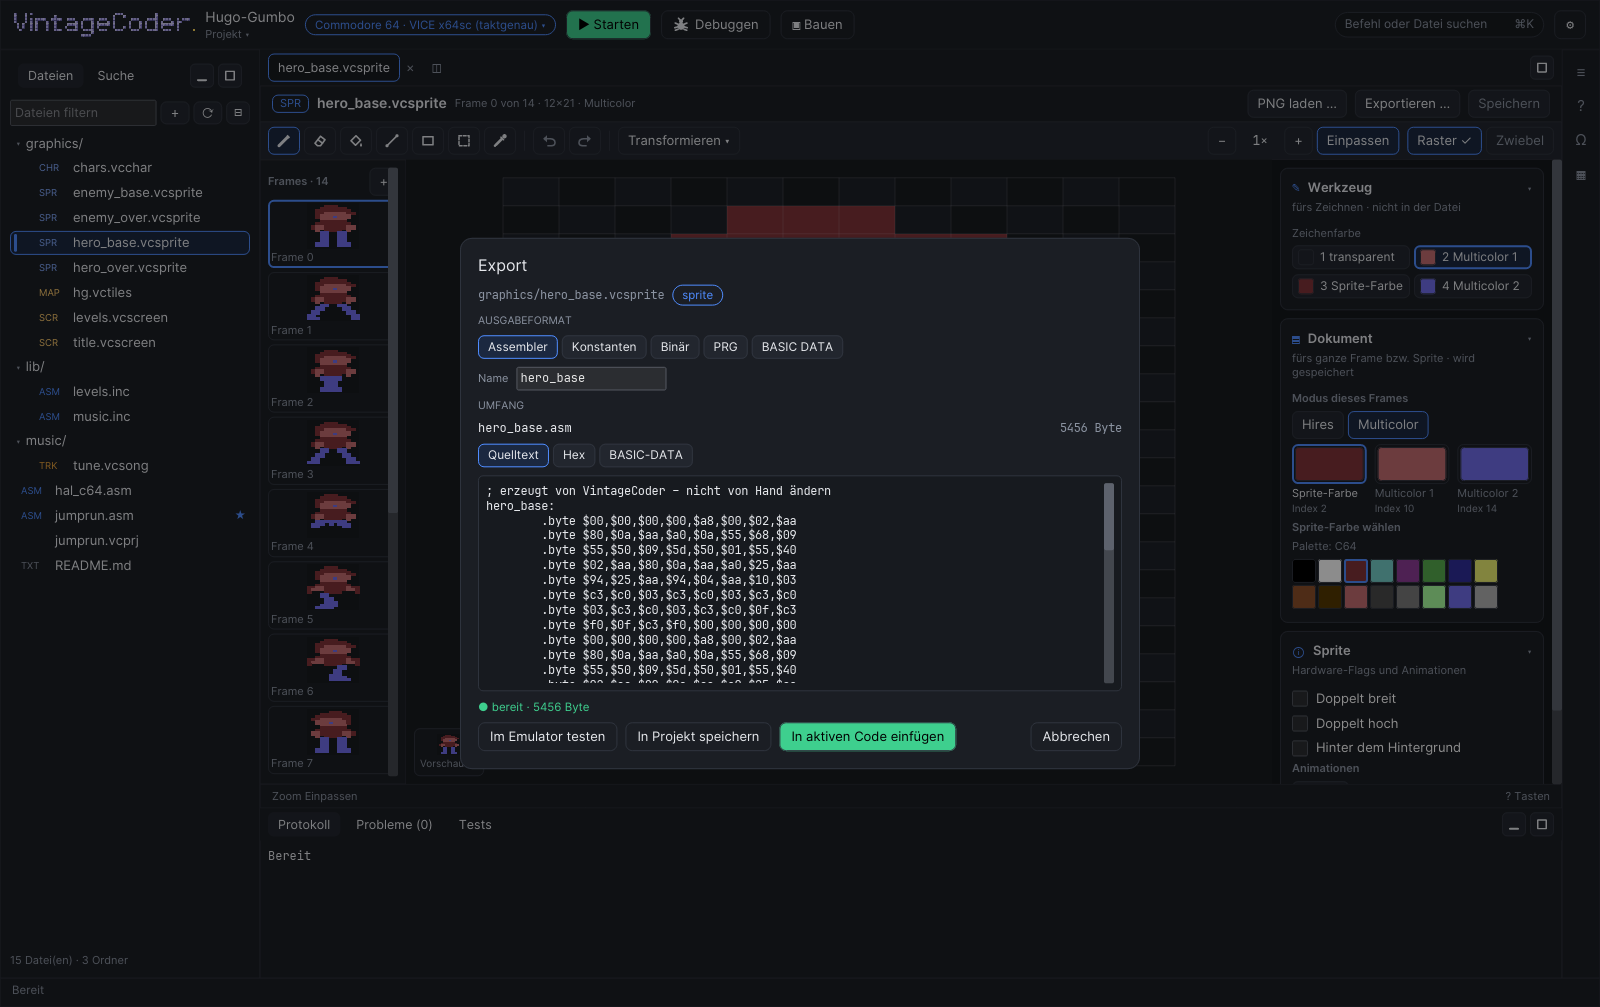 VintageCoder.
Hugo-Gumbo
Projekt
Commodore 64 · VICE x64sc (taktgenau)
Starten
Debuggen
Bauen
Befehl oder Datei suchen ⌘K
Dateien Suche
Dateien filtern
graphics/
CHR chars.vcchar
SPR enemy_base.vcsprite
SPR enemy_over.vcsprite
SPR hero_base.vcsprite
SPR hero_over.vcsprite
MAP hg.vctiles
SCR levels.vcscreen
SCR title.vcscreen
lib/
ASM levels.inc
ASM music.inc
music/
TRK tune.vcsong
ASM hal_c64.asm
ASM jumprun.asm
jumprun.vcprj
TXT README.md
15 Datei(en) · 3 Ordner
Bereit
hero_base.vcsprite ×
SPR hero_base.vcsprite Frame 0 von 14 · 12×21 · Multicolor
PNG laden ... Exportieren ... Speichern
Transformieren
− 1× + Einpassen Raster ✓ Zwiebel
Frames · 14 +
Frame 0
Frame 1
Frame 2
Frame 3
Frame 4
Frame 5
Frame 6
Frame 7
Vorschau
Export
graphics/hero_base.vcsprite sprite
AUSGABEFORMAT
Assembler Konstanten Binär PRG BASIC DATA
Name hero_base
UMFANG
hero_base.asm 5456 Byte
Quelltext Hex BASIC-DATA
; erzeugt von VintageCoder – nicht von Hand ändern
hero_base:
.byte $00,$00,$00,$00,$a8,$00,$02,$aa
.byte $80,$0a,$aa,$a0,$0a,$55,$68,$09
.byte $55,$50,$09,$5d,$50,$01,$55,$40
.byte $02,$aa,$80,$0a,$aa,$a0,$25,$aa
.byte $94,$25,$aa,$94,$04,$aa,$10,$03
.byte $c3,$c0,$03,$c3,$c0,$03,$c3,$c0
.byte $03,$c3,$c0,$03,$c3,$c0,$0f,$c3
.byte $f0,$0f,$c3,$f0,$00,$00,$00,$00
.byte $00,$00,$00,$00,$a8,$00,$02,$aa
.byte $80,$0a,$aa,$a0,$0a,$55,$68,$09
.byte $55,$50,$09,$5d,$50,$01,$55,$40
bereit · 5456 Byte
Im Emulator testen In Projekt speichern In aktiven Code einfügen Abbrechen
Werkzeug
fürs Zeichnen · nicht in der Datei
Zeichenfarbe
1 transparent 2 Multicolor 1
3 Sprite-Farbe 4 Multicolor 2
Dokument
fürs ganze Frame bzw. Sprite · wird
gespeichert
Modus dieses Frames
Hires Multicolor
Sprite-Farbe Multicolor 1 Multicolor 2
Index 2 Index 10 Index 14
Sprite-Farbe wählen
Palette: C64
Sprite
Hardware-Flags und Animationen
Doppelt breit
Doppelt hoch
Hinter dem Hintergrund
Animationen
Zoom Einpassen ? Tasten
Protokoll Probleme (0) Tests
Bereit